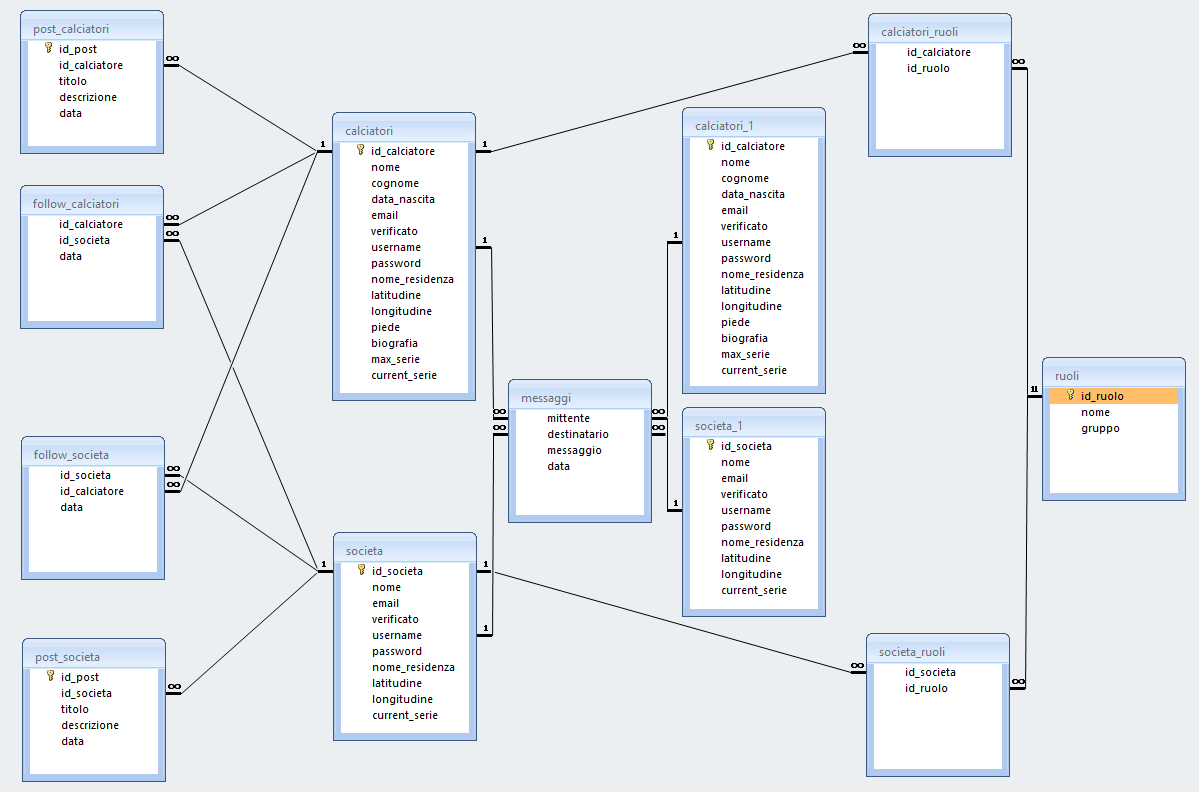 post_calciatori
id_post
id_calciatore
titolo
descrizione
data
follow_calciatori
id_calciatore
id_societa
data
follow_societa
id_societa
id_calciatore
data
post_societa
id_post
id_societa
titolo
descrizione
data
calciatori
id_calciatore
nome
cognome
data_nascita
email
verificato
username
password
nome_residenza
latitudine
longitudine
piede
biografia
max_serie
current_serie
societa
id_societa
nome
email
verificato
username
password
nome_residenza
latitudine
longitudine
current_serie
messaggi
mittente
destinatario
messaggio
data
calciatori_1
id_calciatore
nome
cognome
data_nascita
email
verificato
username
password
nome_residenza
latitudine
longitudine
piede
biografia
max_serie
current_serie
societa_1
id_societa
nome
email
verificato
username
password
nome_residenza
latitudine
longitudine
current_serie
calciatori_ruoli
id_calciatore
id_ruolo
societa_ruoli
id_societa
id_ruolo
ruoli
id_ruolo
nome
gruppo
∞
∞
∞
∞
∞
∞
1
1
1
1
1
1
∞
∞
∞
∞
1
1
∞
∞
∞
∞
1
1